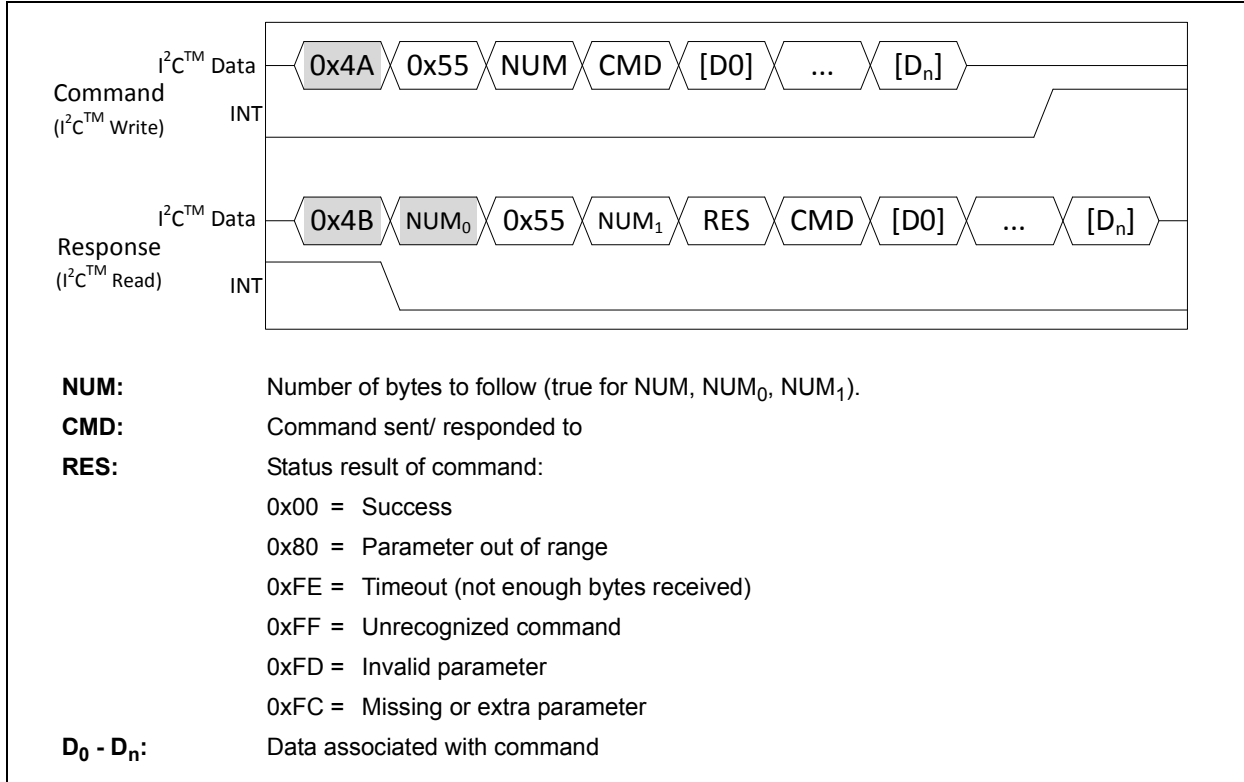 I²C™ Data 0x4A 0x55 NUM CMD [D0] ... [Dₙ]
Command
(I²C™ Write)
INT
I²C™ Data 0x4B NUM₀ 0x55 NUM₁ RES CMD [D0] ... [Dₙ]
Response
(I²C™ Read)
INT
NUM: Number of bytes to follow (true for NUM, NUM₀, NUM₁).
CMD: Command sent/ responded to
RES: Status result of command:
0x00 = Success
0x80 = Parameter out of range
0xFE = Timeout (not enough bytes received)
0xFF = Unrecognized command
0xFD = Invalid parameter
0xFC = Missing or extra parameter
D₀ - Dₙ: Data associated with command